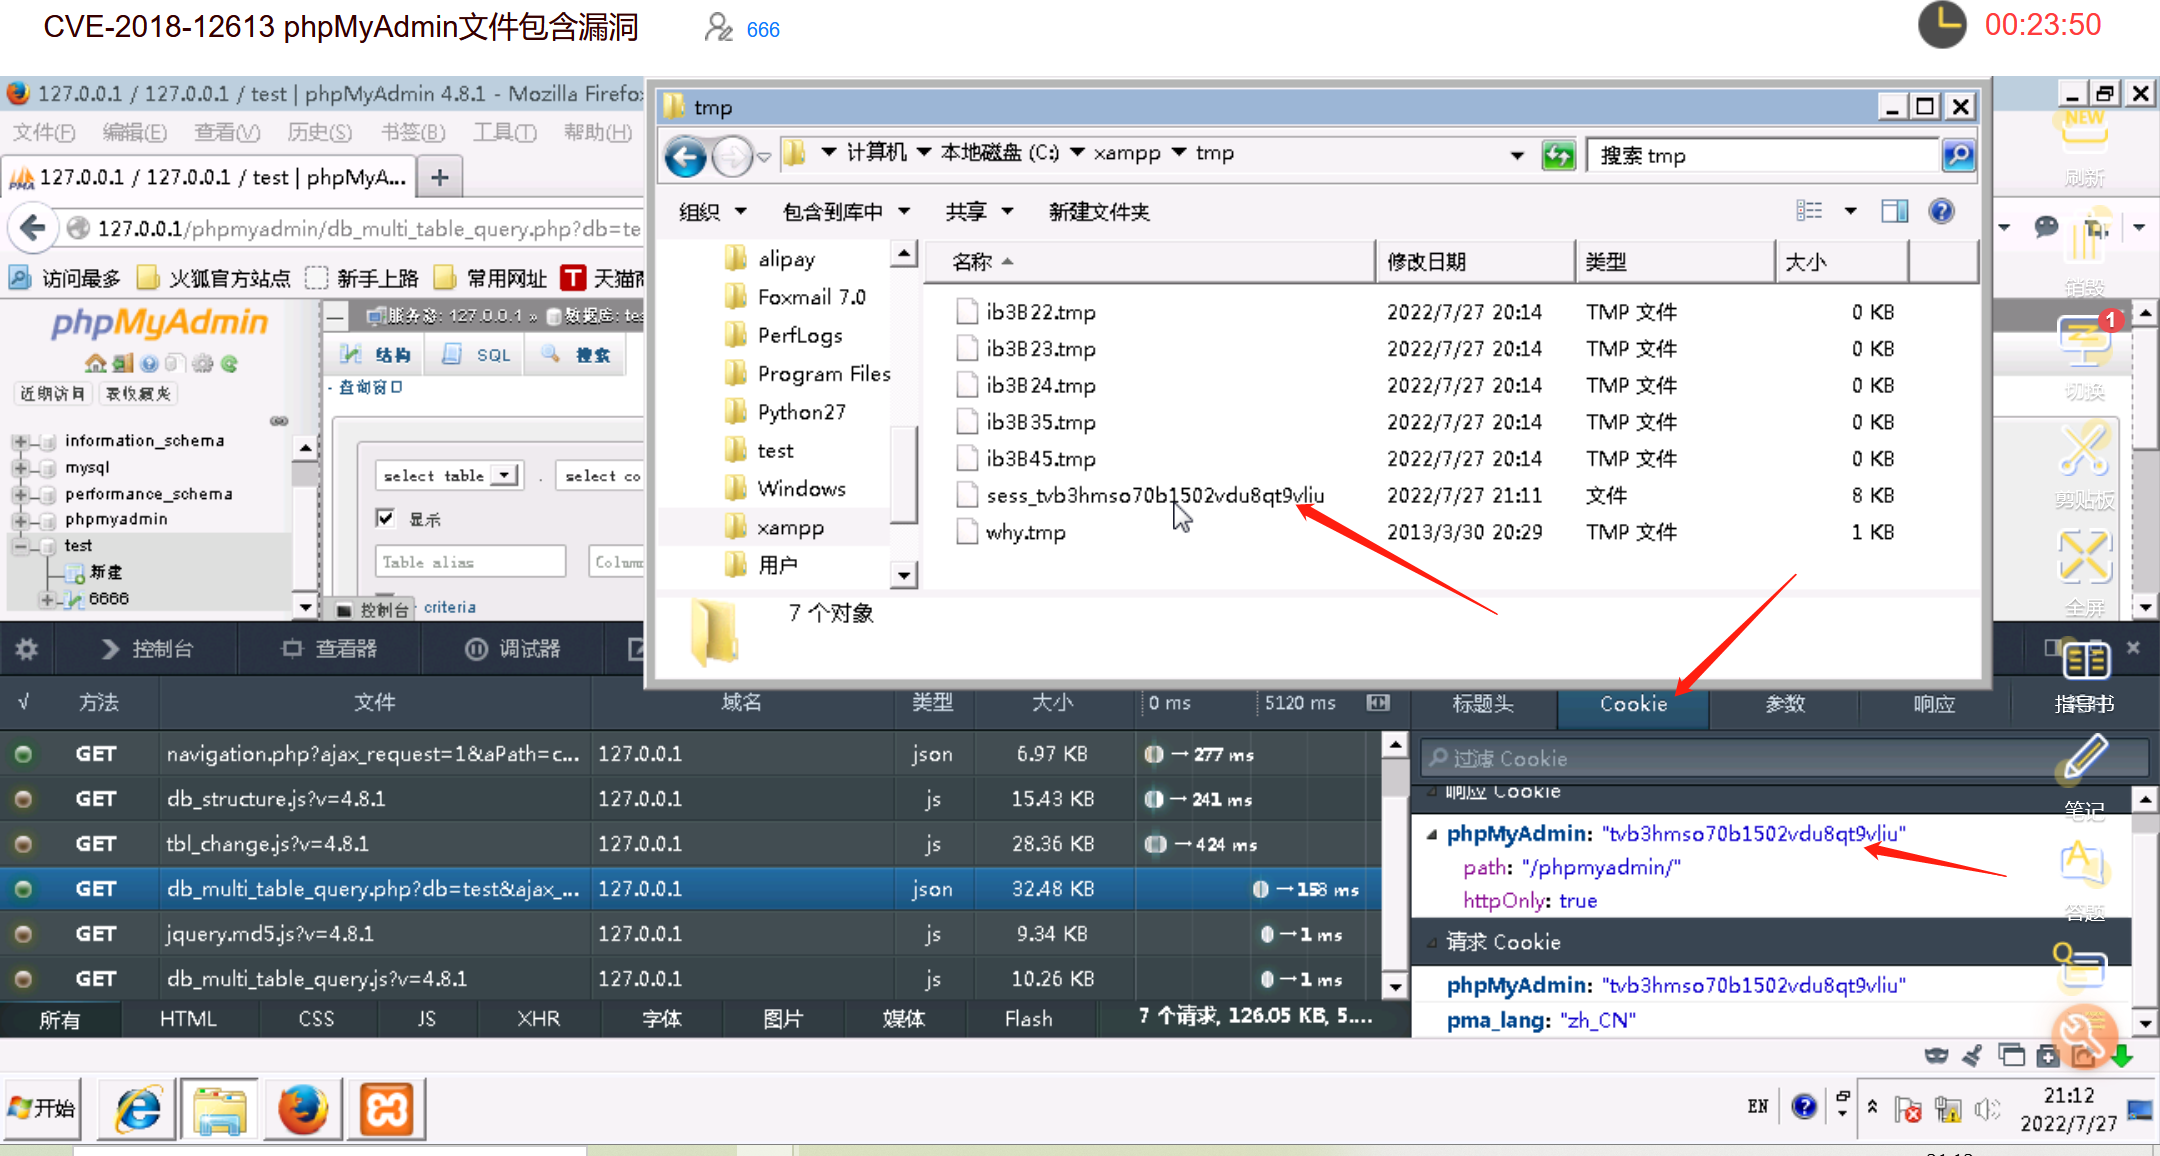 CVE-2018-12613 phpMyAdmin文件包含漏洞
666
00:23:50
127.0.0.1 / 127.0.0.1 / test | phpMyAdmin 4.8.1 - Mozilla Firefo
文件(F) 编辑(E) 查看(V) 历史(S) 书签(B) 工具(T) 帮助(H)
127.0.0.1 / 127.0.0.1 / test | phpMyA...
127.0.0.1/phpmyadmin/db_multi_table_query.php?db=te
访问最多 火狐官方站点 新手上路 常用网址 天猫商
phpMyAdmin
近期访问 表收藏夹
information_schema
mysql
performance_schema
phpmyadmin
test
新建
6666
服务器: 127.0.0.1 » 数据库: tes
结构 SQL 搜索
查询窗口
select table . select co
显示
Table alias Colum
控制台 criteria
tmp
计算机 本地磁盘 (C:) xampp tmp
搜索 tmp
组织 包含到库中 共享 新建文件夹
alipay
Foxmail 7.0
PerfLogs
Program Files
Python27
test
Windows
xampp
用户
名称 修改日期 类型 大小
ib3B22.tmp 2022/7/27 20:14 TMP 文件 0 KB
ib3B23.tmp 2022/7/27 20:14 TMP 文件 0 KB
ib3B24.tmp 2022/7/27 20:14 TMP 文件 0 KB
ib3B35.tmp 2022/7/27 20:14 TMP 文件 0 KB
ib3B45.tmp 2022/7/27 20:14 TMP 文件 0 KB
sess_tvb3hmso70b1502vdu8qt9vliu 2022/7/27 21:11 文件 8 KB
why.tmp 2013/3/30 20:29 TMP 文件 1 KB
7 个对象
NEW
刷新
销毁
1
切换
剪贴板
全屏
指导书
笔记
答题
控制台 查看器 调试器
√ 方法 文件 域名 类型 大小 0 ms 5120 ms
GET navigation.php?ajax_request=1&aPath=c... 127.0.0.1 json 6.97 KB → 277 ms
GET db_structure.js?v=4.8.1 127.0.0.1 js 15.43 KB → 241 ms
GET tbl_change.js?v=4.8.1 127.0.0.1 js 28.36 KB → 424 ms
GET db_multi_table_query.php?db=test&ajax_... 127.0.0.1 json 32.48 KB → 158 ms
GET jquery.md5.js?v=4.8.1 127.0.0.1 js 9.34 KB → 1 ms
GET db_multi_table_query.js?v=4.8.1 127.0.0.1 js 10.26 KB → 1 ms
所有 HTML CSS JS XHR 字体 图片 媒体 Flash 7 个请求, 126.05 KB, 5....
标题头 Cookie 参数 响应
过滤 Cookie
响应 Cookie
phpMyAdmin: "tvb3hmso70b1502vdu8qt9vliu"
path: "/phpmyadmin/"
httpOnly: true
请求 Cookie
phpMyAdmin: "tvb3hmso70b1502vdu8qt9vliu"
pma_lang: "zh_CN"
开始
EN
21:12
2022/7/27